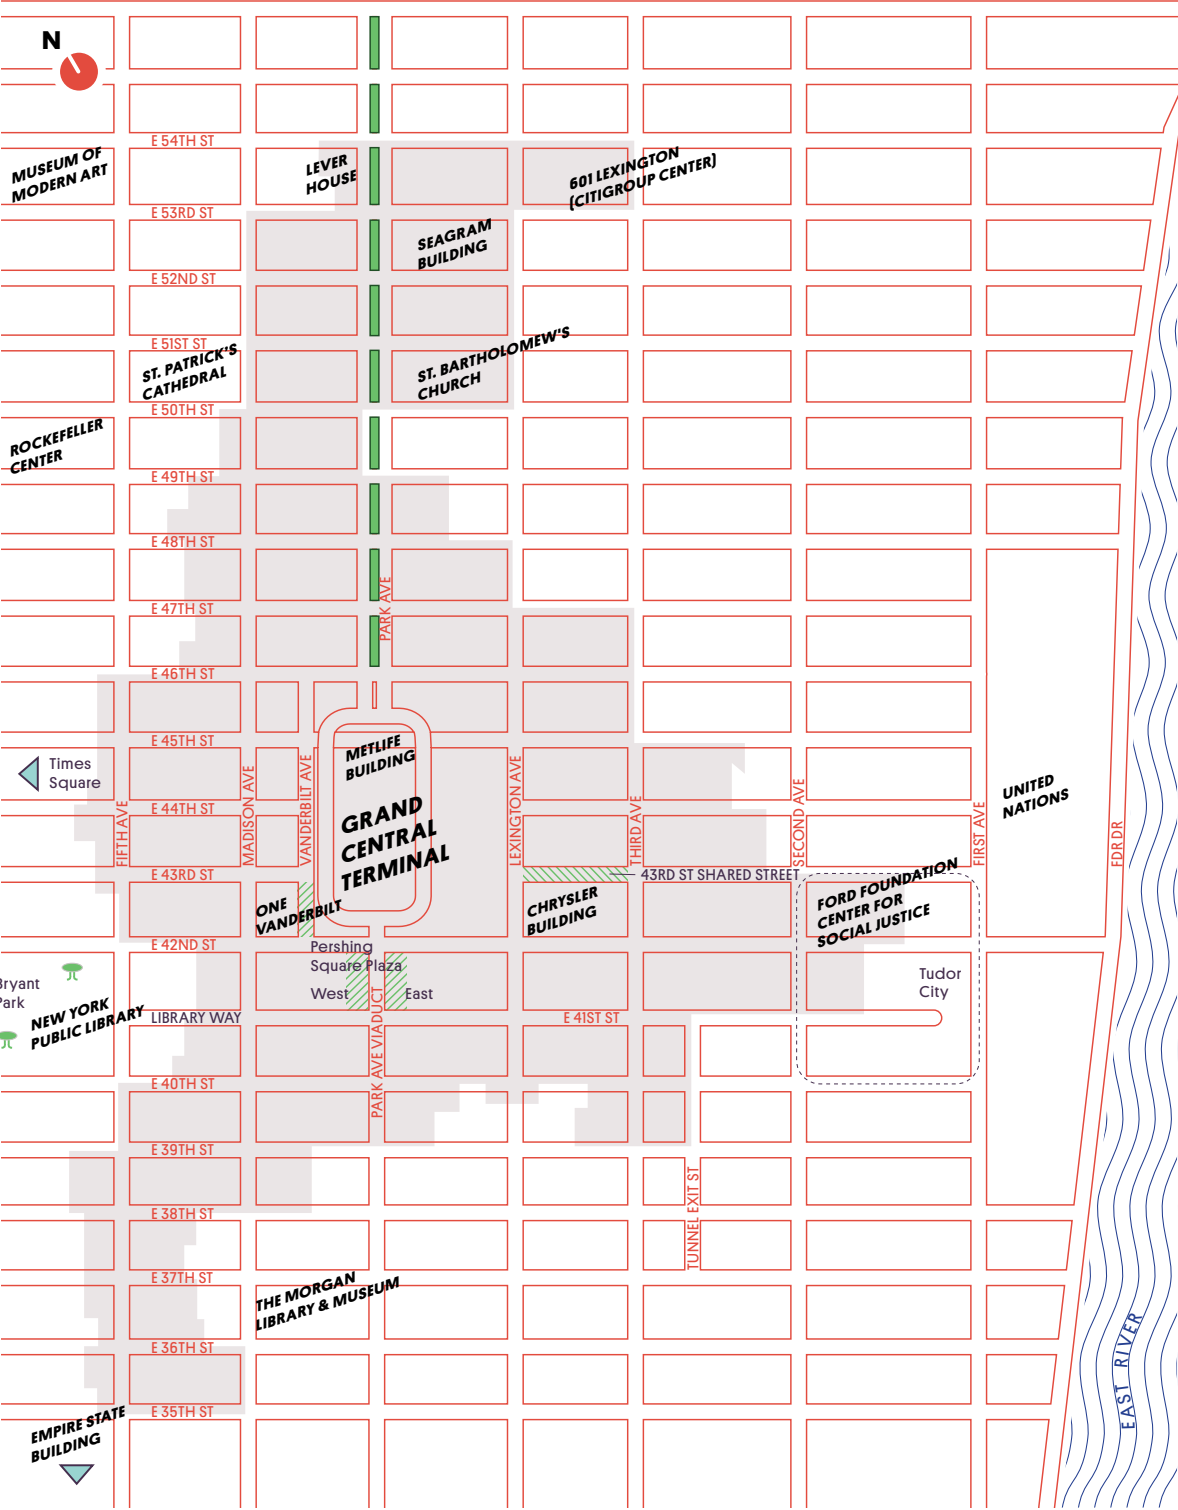 N
E 54TH ST
MUSEUM OF
MODERN ART
LEVER
HOUSE
601 LEXINGTON
(CITIGROUP CENTER)
E 53RD ST
SEAGRAM
BUILDING
E 52ND ST
E 51ST ST
ST. PATRICK'S
CATHEDRAL
ST. BARTHOLOMEW'S
CHURCH
E 50TH ST
ROCKEFELLER
CENTER
E 49TH ST
E 48TH ST
PARK AVE
E 47TH ST
E 46TH ST
E 45TH ST
METLIFE
BUILDING
Times
Square
FIFTH AVE
MADISON AVE
VANDERBILT AVE
LEXINGTON AVE
THIRD AVE
SECOND AVE
FIRST AVE
FDR DR
UNITED
NATIONS
E 44TH ST
GRAND
CENTRAL
TERMINAL
E 43RD ST
43RD ST SHARED STREET
ONE
VANDERBILT
CHRYSLER
BUILDING
FORD FOUNDATION
CENTER FOR
SOCIAL JUSTICE
E 42ND ST
Pershing
Square Plaza
West
East
Bryant
Park
Tudor
City
NEW YORK
PUBLIC LIBRARY
LIBRARY WAY
E 41ST ST
PARK AVE VIADUCT
E 40TH ST
E 39TH ST
TUNNEL EXIT ST
E 38TH ST
E 37TH ST
THE MORGAN
LIBRARY & MUSEUM
E 36TH ST
EAST RIVER
E 35TH ST
EMPIRE STATE
BUILDING